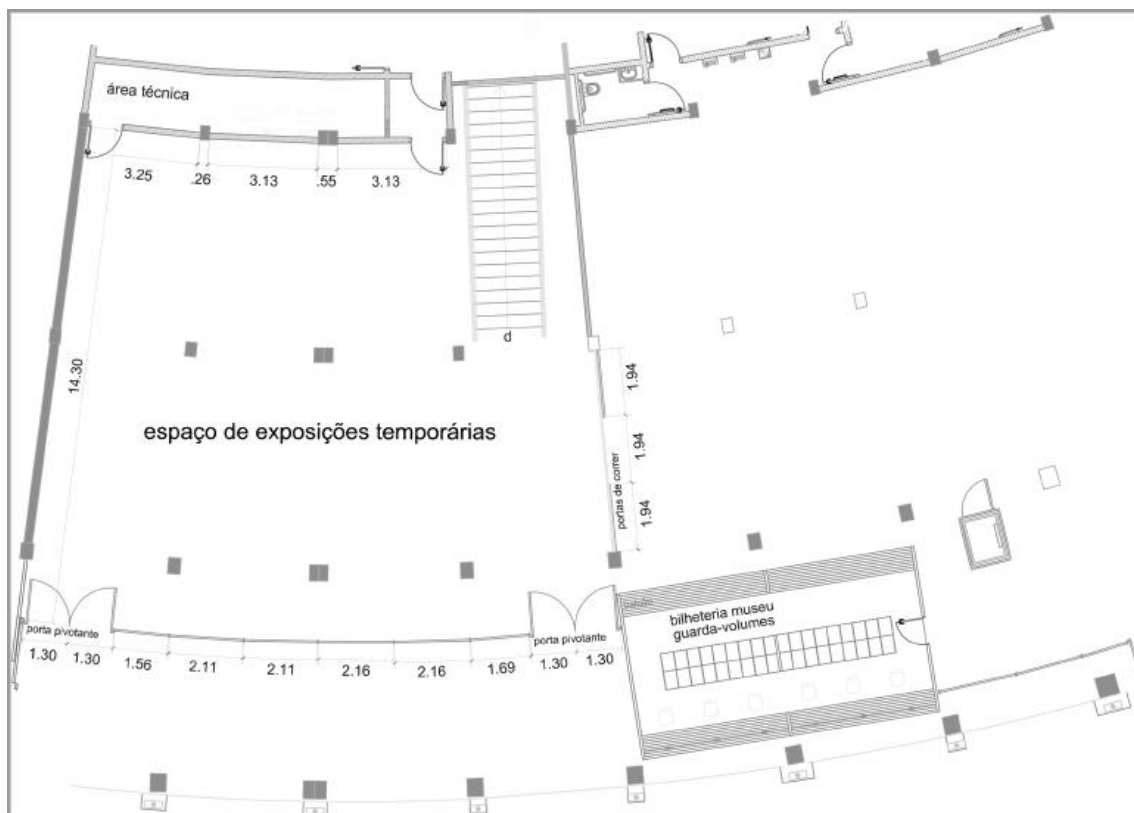 área técnica
3.25
.26
3.13
.55
3.13
d
14.30
1.94
1.94
1.94
portas de correr
espaço de exposições temporárias
porta pivotante
porta pivotante
bilheteria museu
guarda-volumes
1.30
1.30
1.56
2.11
2.11
2.16
2.16
1.69
1.30
1.30